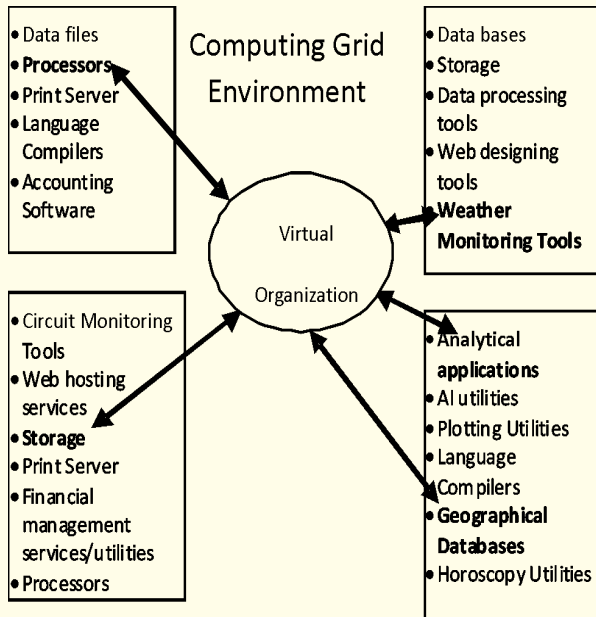 Computing Grid
Environment
• Data files
• Processors
• Print Server
• Language
Compilers
• Accounting
Software
• Data bases
• Storage
• Data processing
tools
• Web designing
tools
• Weather
Monitoring Tools
Virtual
Organization
• Circuit Monitoring
Tools
• Web hosting
services
• Storage
• Print Server
• Financial
management
services/utilities
• Processors
• Analytical
applications
• AI utilities
• Plotting Utilities
• Language
Compilers
• Geographical
Databases
• Horoscopy Utilities